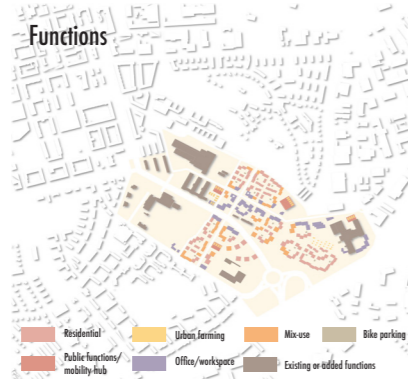 Functions
Residential
Urban farming
Mix-use
Bike parking
Public functions/
mobility hub
Office/workspace
Existing or added functions